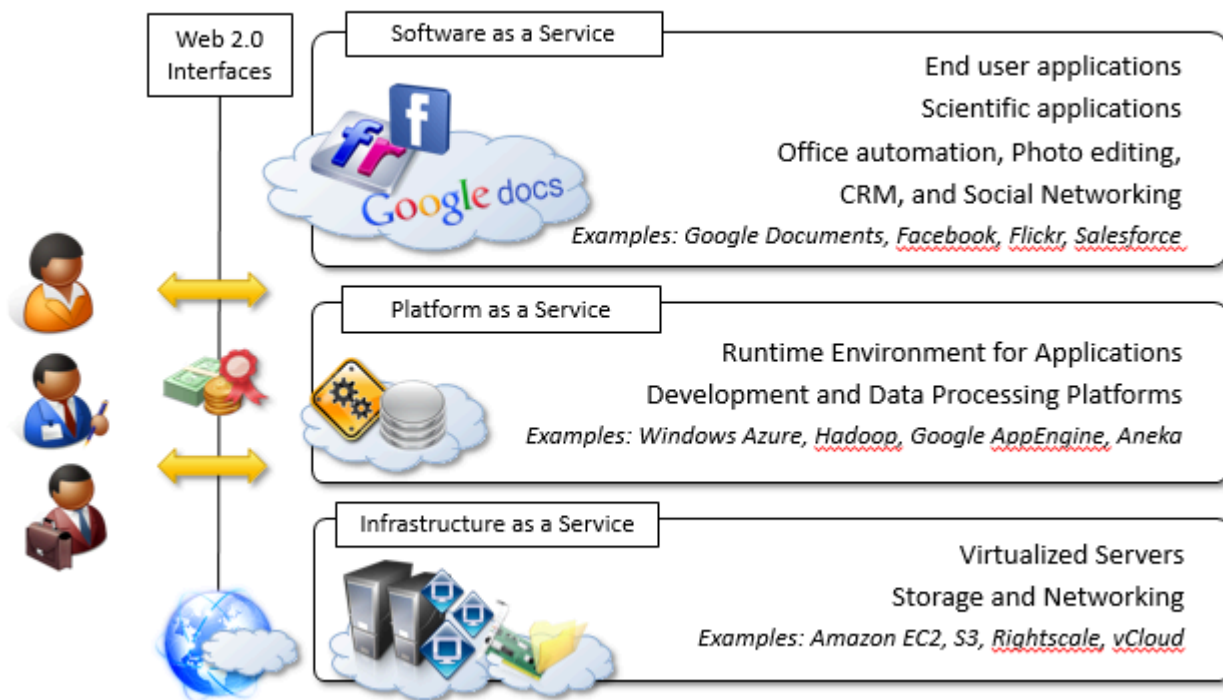 Web 2.0
Interfaces
Software as a Service
End user applications
Scientific applications
Office automation, Photo editing,
CRM, and Social Networking
Examples: Google Documents, Facebook, Flickr, Salesforce
fr
f
Google docs
Platform as a Service
Runtime Environment for Applications
Development and Data Processing Platforms
Examples: Windows Azure, Hadoop, Google AppEngine, Aneka
Infrastructure as a Service
Virtualized Servers
Storage and Networking
Examples: Amazon EC2, S3, Rightscale, vCloud